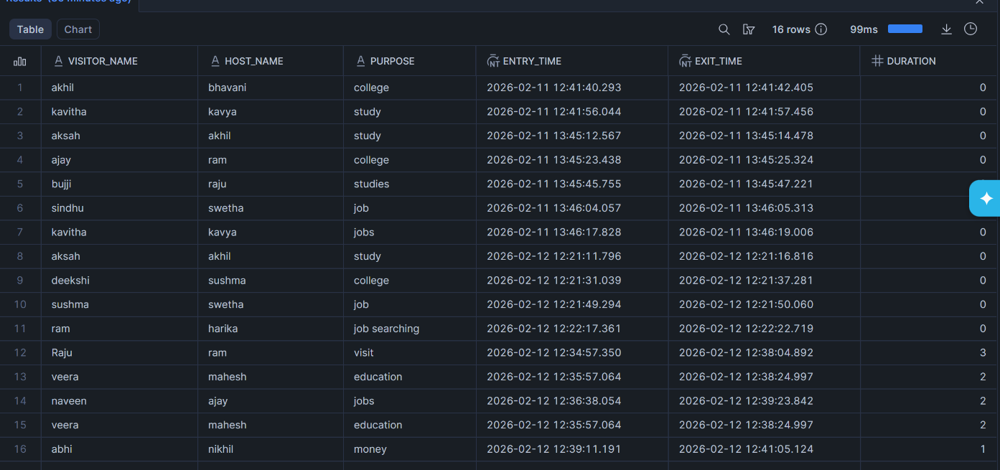 Results (30 minutes ago)
Table Chart 16 rows 99ms
VISITOR_NAME HOST_NAME PURPOSE ENTRY_TIME EXIT_TIME DURATION
1 akhil bhavani college 2026-02-11 12:41:40.293 2026-02-11 12:41:42.405 0
2 kavitha kavya study 2026-02-11 12:41:56.044 2026-02-11 12:41:57.456 0
3 aksah akhil study 2026-02-11 13:45:12.567 2026-02-11 13:45:14.478 0
4 ajay ram college 2026-02-11 13:45:23.438 2026-02-11 13:45:25.324 0
5 bujji raju studies 2026-02-11 13:45:45.755 2026-02-11 13:45:47.221
6 sindhu swetha job 2026-02-11 13:46:04.057 2026-02-11 13:46:05.313
7 kavitha kavya jobs 2026-02-11 13:46:17.828 2026-02-11 13:46:19.006 0
8 aksah akhil study 2026-02-12 12:21:11.796 2026-02-12 12:21:16.816 0
9 deekshi sushma college 2026-02-12 12:21:31.039 2026-02-12 12:21:37.281 0
10 sushma swetha job 2026-02-12 12:21:49.294 2026-02-12 12:21:50.060 0
11 ram harika job searching 2026-02-12 12:22:17.361 2026-02-12 12:22:22.719 0
12 Raju ram visit 2026-02-12 12:34:57.350 2026-02-12 12:38:04.892 3
13 veera mahesh education 2026-02-12 12:35:57.064 2026-02-12 12:38:24.997 2
14 naveen ajay jobs 2026-02-12 12:36:38.054 2026-02-12 12:39:23.842 2
15 veera mahesh education 2026-02-12 12:35:57.064 2026-02-12 12:38:24.997 2
16 abhi nikhil money 2026-02-12 12:39:11.191 2026-02-12 12:41:05.124 1